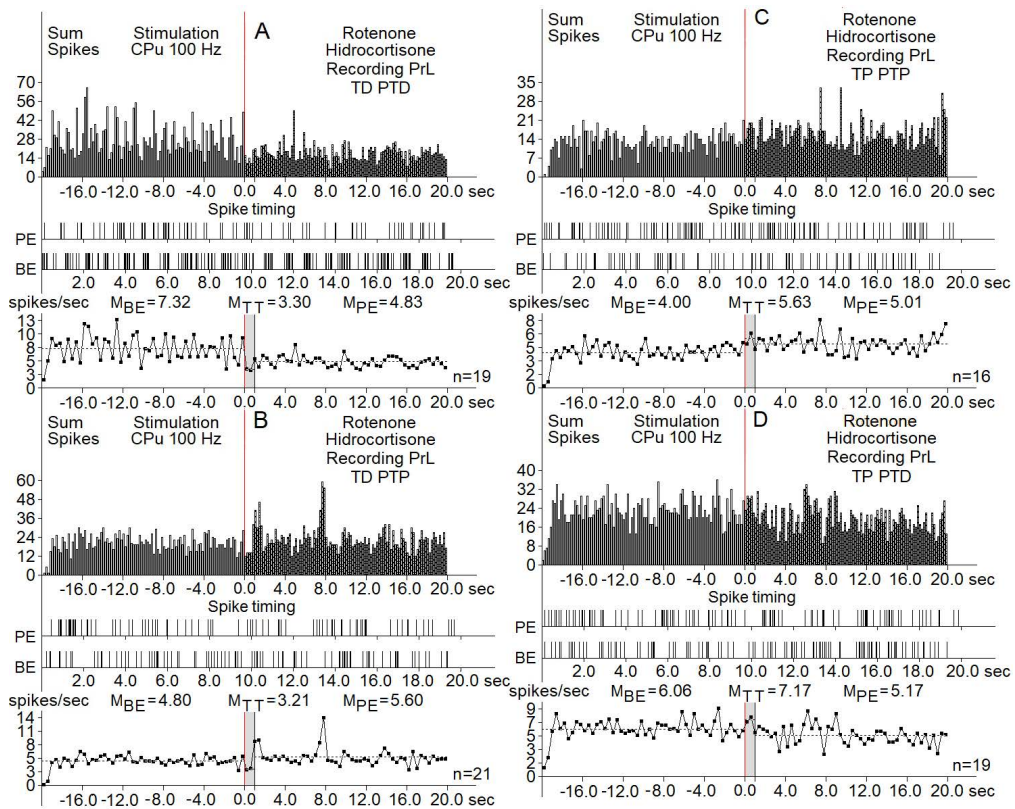 Sum Stimulation A Rotenone
Spikes CPu 100 Hz Hidrocortisone
Recording PrL
TD PTD
70
56
42
28
14
0
-16.0 -12.0 -8.0 -4.0 0.0 4.0 8.0 12.0 16.0 20.0 sec
Spike timing
PE
BE
2.0 4.0 6.0 8.0 10.0 12.0 14.0 16.0 18.0 20.0
spikes/sec MBE=7.32 MTT=3.30 MPE=4.83
13
10
8
5
3
0
n=19
-16.0 -12.0 -8.0 -4.0 0.0 4.0 8.0 12.0 16.0 20.0 sec
Sum Stimulation B Rotenone
Spikes CPu 100 Hz Hidrocortisone
Recording PrL
TD PTP
60
48
36
24
12
0
-16.0 -12.0 -8.0 -4.0 0.0 4.0 8.0 12.0 16.0 20.0 sec
Spike timing
PE
BE
2.0 4.0 6.0 8.0 10.0 12.0 14.0 16.0 18.0 20.0
spikes/sec MBE=4.80 MTT=3.21 MPE=5.60
14
11
8
5
3
0
n=21
-16.0 -12.0 -8.0 -4.0 0.0 4.0 8.0 12.0 16.0 20.0 sec
Sum Stimulation C Rotenone
Spikes CPu 100 Hz Hidrocortisone
Recording PrL
TP PTP
35
28
21
14
7
0
-16.0 -12.0 -8.0 -4.0 0.0 4.0 8.0 12.0 16.0 20.0 sec
Spike timing
PE
BE
2.0 4.0 6.0 8.0 10.0 12.0 14.0 16.0 18.0 20.0
spikes/sec MBE=4.00 MTT=5.63 MPE=5.01
8
6
5
3
2
0
n=16
-16.0 -12.0 -8.0 -4.0 0.0 4.0 8.0 12.0 16.0 20.0 sec
Sum Stimulation D Rotenone
Spikes CPu 100 Hz Hidrocortisone
Recording PrL
TP PTD
40
32
24
16
8
0
-16.0 -12.0 -8.0 -4.0 0.0 4.0 8.0 12.0 16.0 20.0 sec
Spike timing
PE
BE
2.0 4.0 6.0 8.0 10.0 12.0 14.0 16.0 18.0 20.0
spikes/sec MBE=6.06 MTT=7.17 MPE=5.17
9
7
5
4
2
0
n=19
-16.0 -12.0 -8.0 -4.0 0.0 4.0 8.0 12.0 16.0 20.0 sec